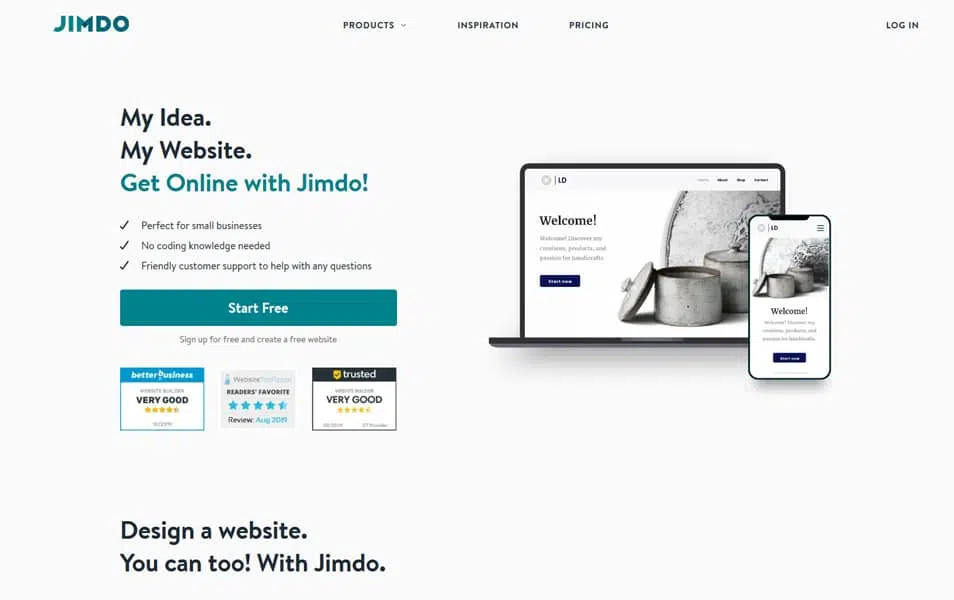 JIMDO
PRODUCTS
INSPIRATION
PRICING
LOG IN
My Idea.
My Website.
Get Online with Jimdo!
Perfect for small businesses
No coding knowledge needed
Friendly customer support to help with any questions
Start Free
Sign up for free and create a free website
betterbusiness
WEBSITE BUILDER
VERY GOOD
10/2019
WebsiteToolTester
READERS' FAVORITE
Review: Aug 2019
trusted
WEBSITE BUILDER
VERY GOOD
LD
Home About Shop Contact
Welcome!
Welcome! Discover my
creations, products, and
passion for handicrafts
Start now
LD
Welcome!
Welcome! Discover my
creations, products, and
passion for handicrafts
Start now
Design a website.
You can too! With Jimdo.